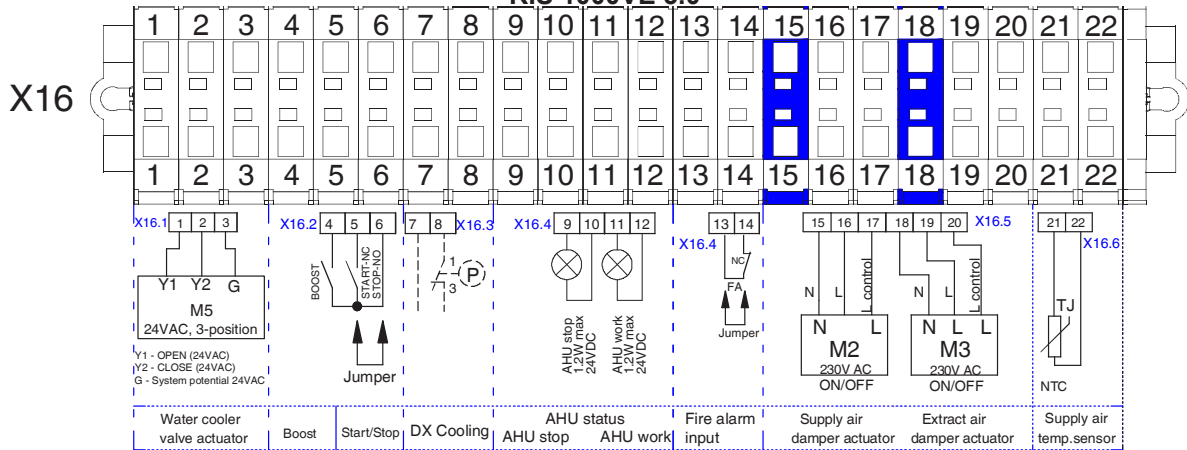 1 2 3 4 5 6 7 8 9 10 11 12 13 14 15 16 17 18 19 20 21 22
X16
1 2 3 4 5 6 7 8 9 10 11 12 13 14 15 16 17 18 19 20 21 22
X16.1 1 2 3
X16.2 4 5 6
7 8 X16.3
X16.4 9 10 11 12
13 14
X16.4
15 16 17 18 19 20 X16.5
21 22
X16.6
Y1 Y2 G
M5
24VAC, 3-position
Y1 - OPEN (24VAC)
Y2 - CLOSE (24VAC)
G - System potential 24VAC
BOOST
START-NC
STOP-NO
Jumper
1
P
3
AHU stop
1.2W max
24VDC
AHU work
1.2W max
24VDC
NC
FA
Jumper
N L L control
N L
M2
230V AC
ON/OFF
N L L control
N L L
M3
230V AC
ON/OFF
TJ
NTC
Water cooler
valve actuator
Boost
Start/Stop
DX Cooling
AHU status
AHU stop AHU work
Fire alarm
input
Supply air
damper actuator
Extract air
damper actuator
Supply air
temp.sensor